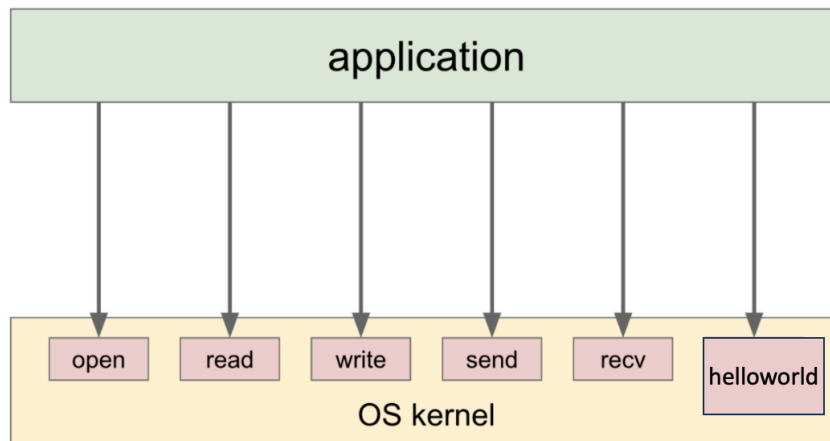 application
open
read
write
send
recv
helloworld
OS kernel